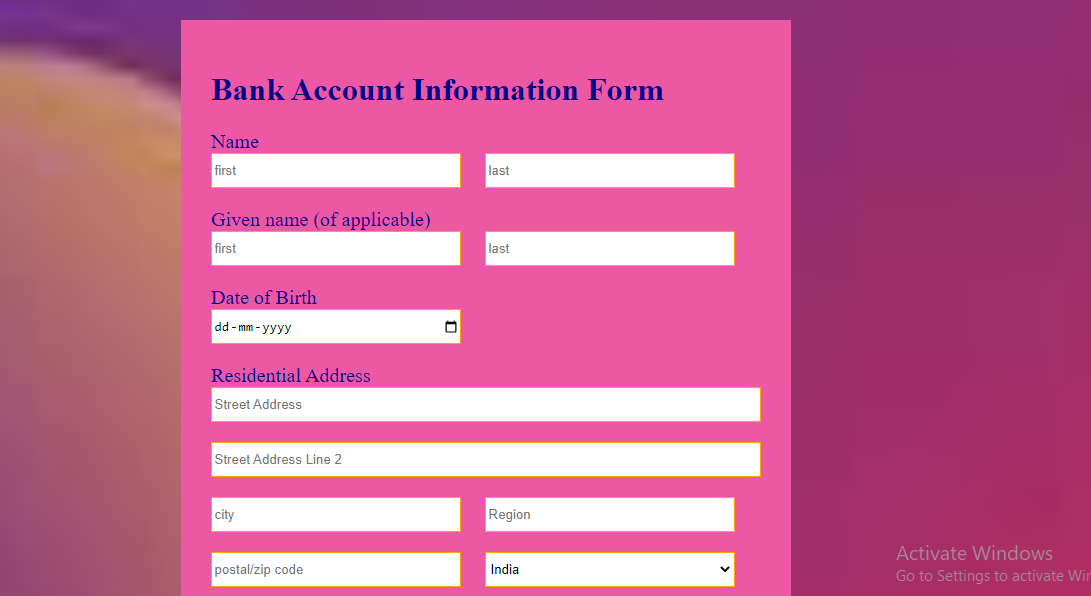 Bank Account Information Form
Name
first last
Given name (of applicable)
first last
Date of Birth
dd-mm-yyyy
Residential Address
Street Address
Street Address Line 2
city Region
postal/zip code India
Activate Windows
Go to Settings to activate Wi